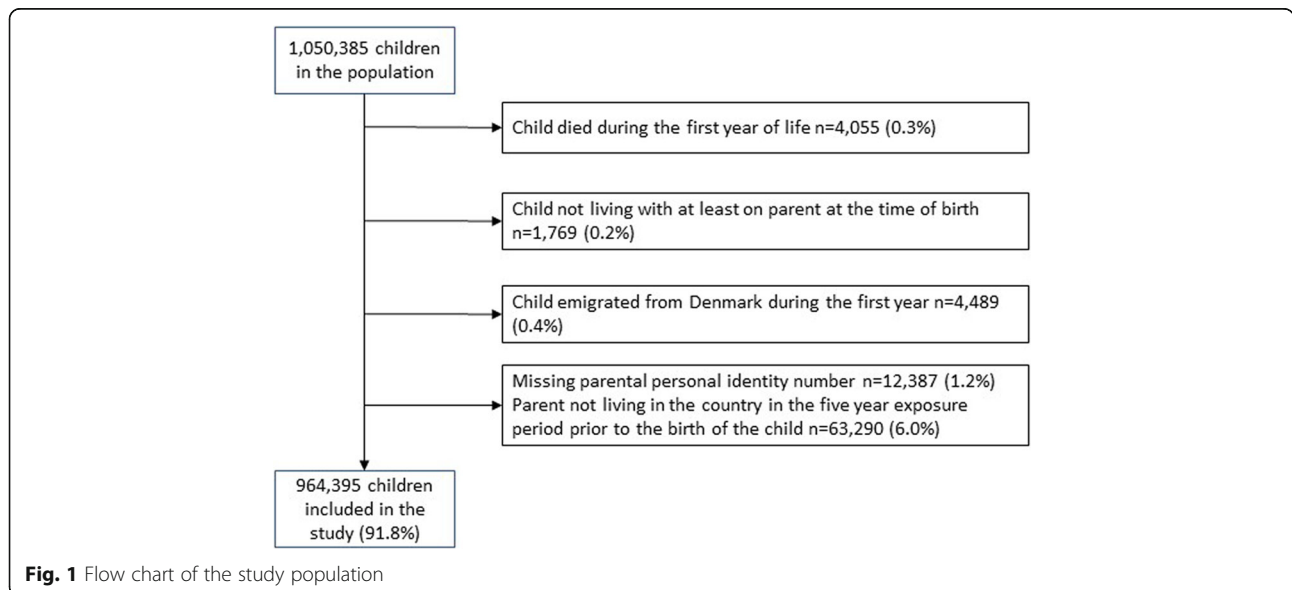 1,050,385 children
in the population
Child died during the first year of life n=4,055 (0.3%)
Child not living with at least on parent at the time of birth
n=1,769 (0.2%)
Child emigrated from Denmark during the first year n=4,489
(0.4%)
Missing parental personal identity number n=12,387 (1.2%)
Parent not living in the country in the five year exposure
period prior to the birth of the child n=63,290 (6.0%)
964,395 children
included in the
study (91.8%)
Fig. 1 Flow chart of the study population